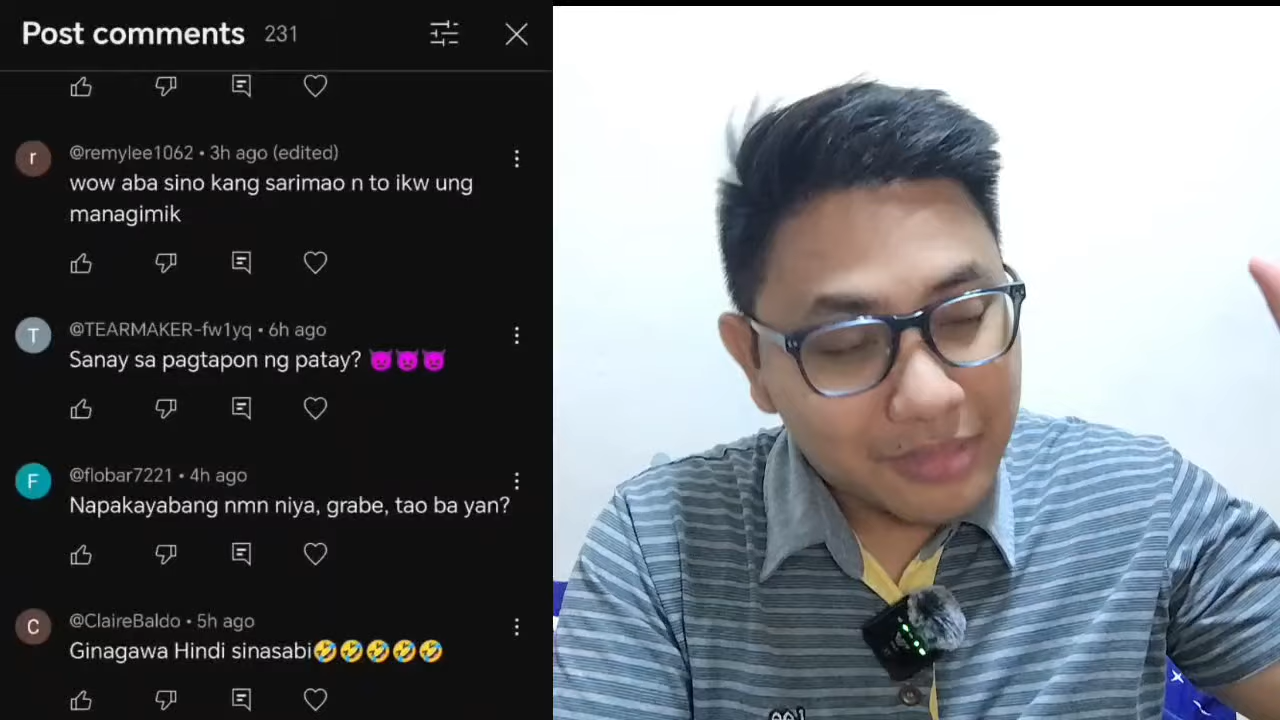 Post comments 231
@remylee1062 • 3h ago (edited)
wow aba sino kang sarimao n to ikw ung
managimik
@TEARMAKER-fw1yq • 6h ago
T
Sanay sa pagtapon ng patay? 😈😈😈
@flobar7221 • 4h ago
F
Napakayabang nmn niya, grabe, tao ba yan?
@ClaireBaldo • 5h ago
C
Ginagawa Hindi sinasabi🤣🤣🤣🤣🤣
r